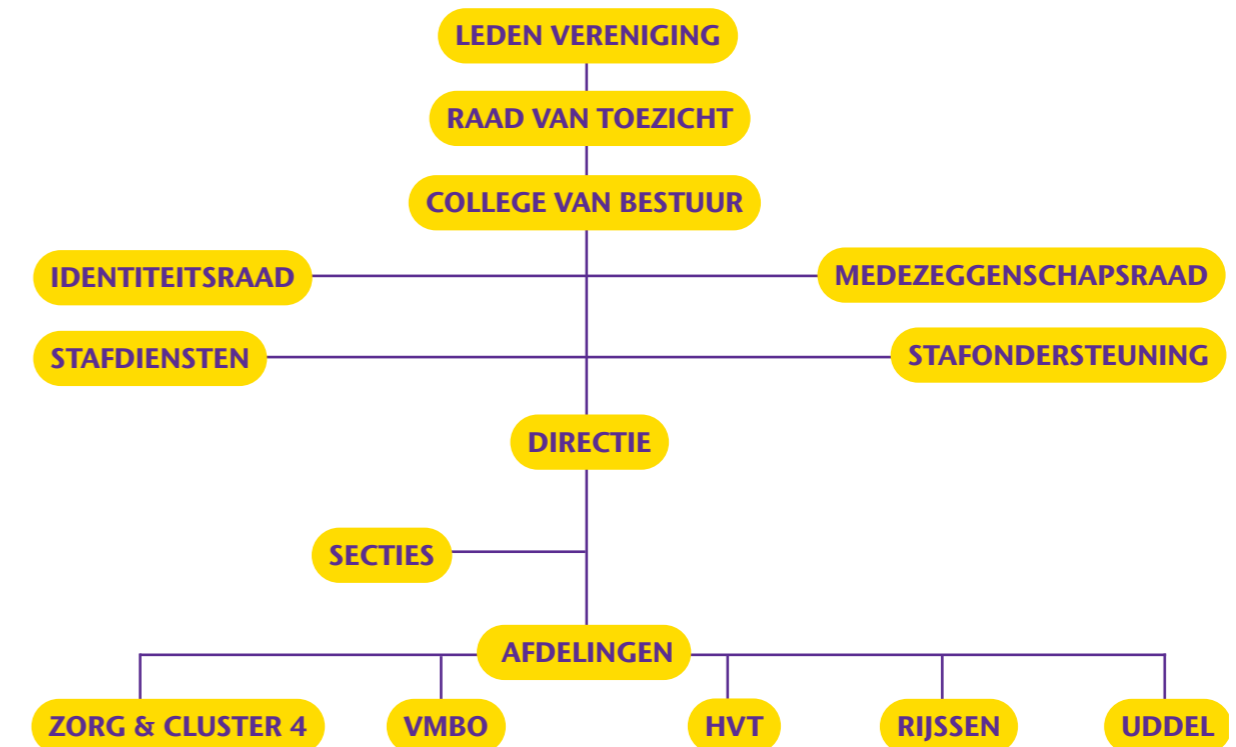 LEDEN VERENIGING
RAAD VAN TOEZICHT
COLLEGE VAN BESTUUR
IDENTITEITSRAAD
MEDEZEGGENSCHAPSRAAD
STAFDIENSTEN
STAFONDERSTEUNING
DIRECTIE
SECTIES
AFDELINGEN
ZORG & CLUSTER 4
VMBO
HVT
RIJSSEN
UDDEL